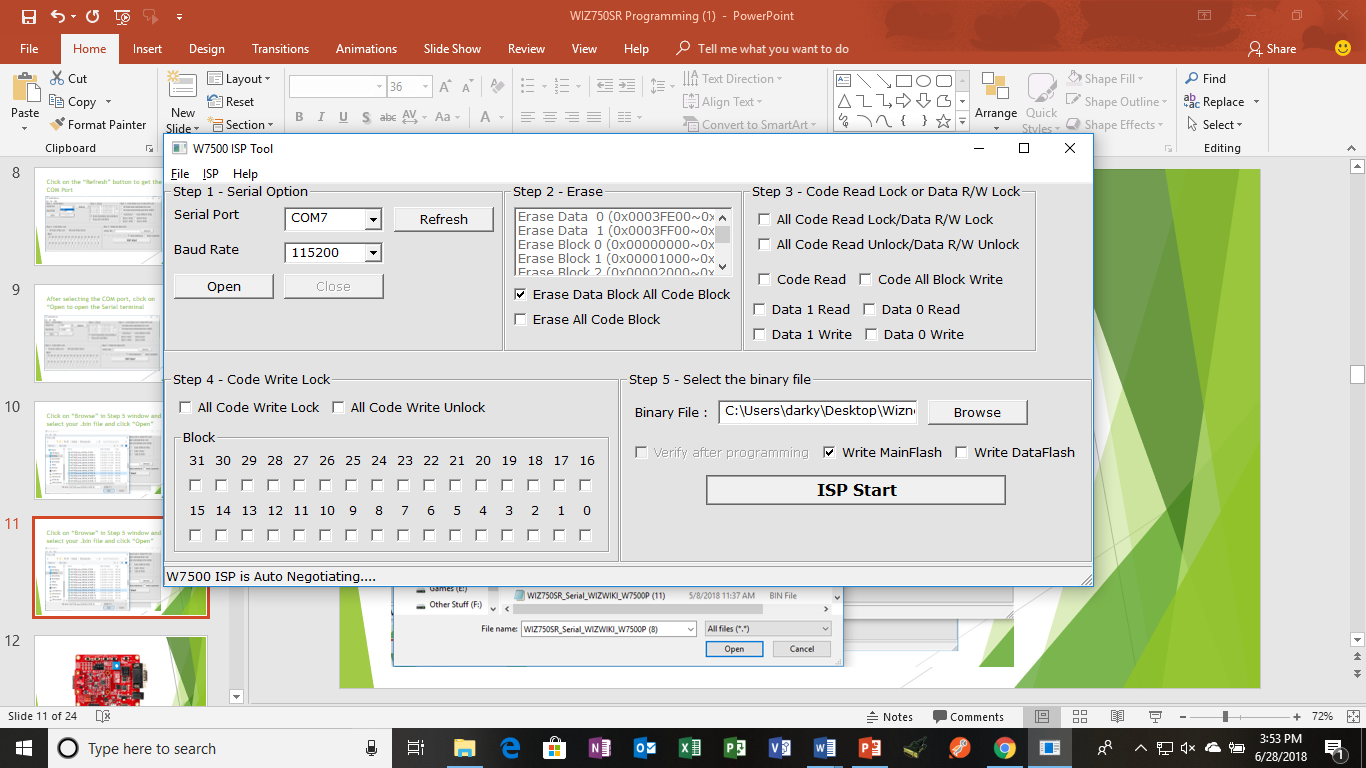 WIZ750SR Programming (1) - PowerPoint
File Home Insert Design Transitions Animations Slide Show Review View Help Tell me what you want to do Share
Paste
Cut
Copy
Format Painter
Clipboard
New Slide
Layout
Reset
Section
36
B I U S abc AV Aa A
Text Direction
Align Text
Convert to SmartArt
Arrange
Quick Styles
Shape Fill
Shape Outline
Shape Effects
Find
Replace
Select
Editing
8
Click on the "Refresh" button to get the
COM Port
9
After selecting the COM port, click on
"Open to open the Serial terminal
10
Click on "Browse" in Step 5 window and
select your .bin file and click "Open"
11
Click on "Browse" in Step 5 window and
select your .bin file and click "Open"
12
W7500 ISP Tool
File ISP Help
Step 1 - Serial Option
Serial Port COM7 Refresh
Baud Rate 115200
Open Close
Step 2 - Erase
Erase Data 0 (0x0003FE00~0x
Erase Data 1 (0x0003FF00~0x
Erase Block 0 (0x00000000~0x
Erase Block 1 (0x00001000~0x
Erase Block 2 (0x00002000~0x
Erase Data Block All Code Block
Erase All Code Block
Step 3 - Code Read Lock or Data R/W Lock
All Code Read Lock/Data R/W Lock
All Code Read Unlock/Data R/W Unlock
Code Read Code All Block Write
Data 1 Read Data 0 Read
Data 1 Write Data 0 Write
Step 4 - Code Write Lock
All Code Write Lock All Code Write Unlock
Block
31 30 29 28 27 26 25 24 23 22 21 20 19 18 17 16
15 14 13 12 11 10 9 8 7 6 5 4 3 2 1 0
Step 5 - Select the binary file
Binary File : C:\Users\darky\Desktop\Wizn Browse
Verify after programming Write MainFlash Write DataFlash
ISP Start
W7500 ISP is Auto Negotiating....
Games (E:)
Other Stuff (F:)
WIZ750SR_Serial_WIZWIKI_W7500P (11) 5/8/2018 11:37 AM BIN File
File name: WIZ750SR_Serial_WIZWIKI_W7500P (8) All files (*.*)
Open Cancel
Slide 11 of 24 Notes Comments 72%
Type here to search
3:53 PM
6/28/2018
1